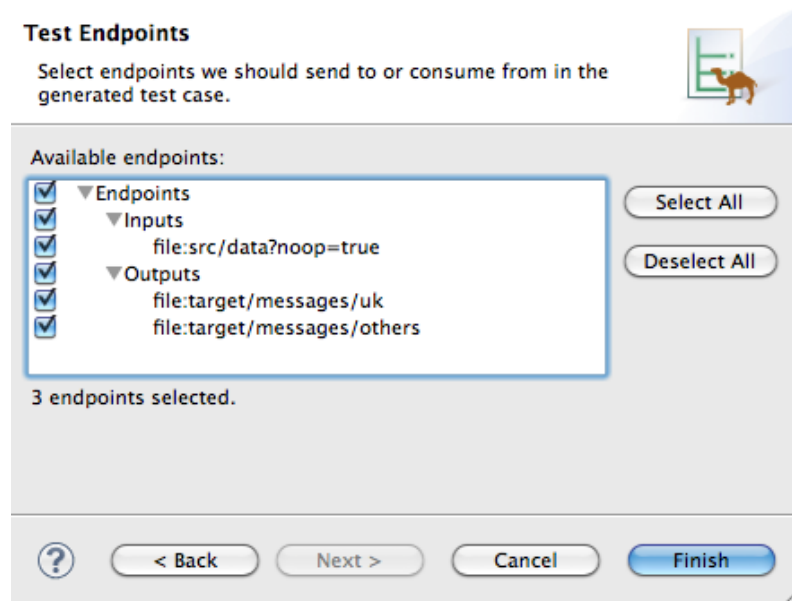 Test Endpoints
Select endpoints we should send to or consume from in the
generated test case.
Available endpoints:
Endpoints
Inputs
file:src/data?noop=true
Outputs
file:target/messages/uk
file:target/messages/others
Select All
Deselect All
3 endpoints selected.
?
< Back
Next >
Cancel
Finish